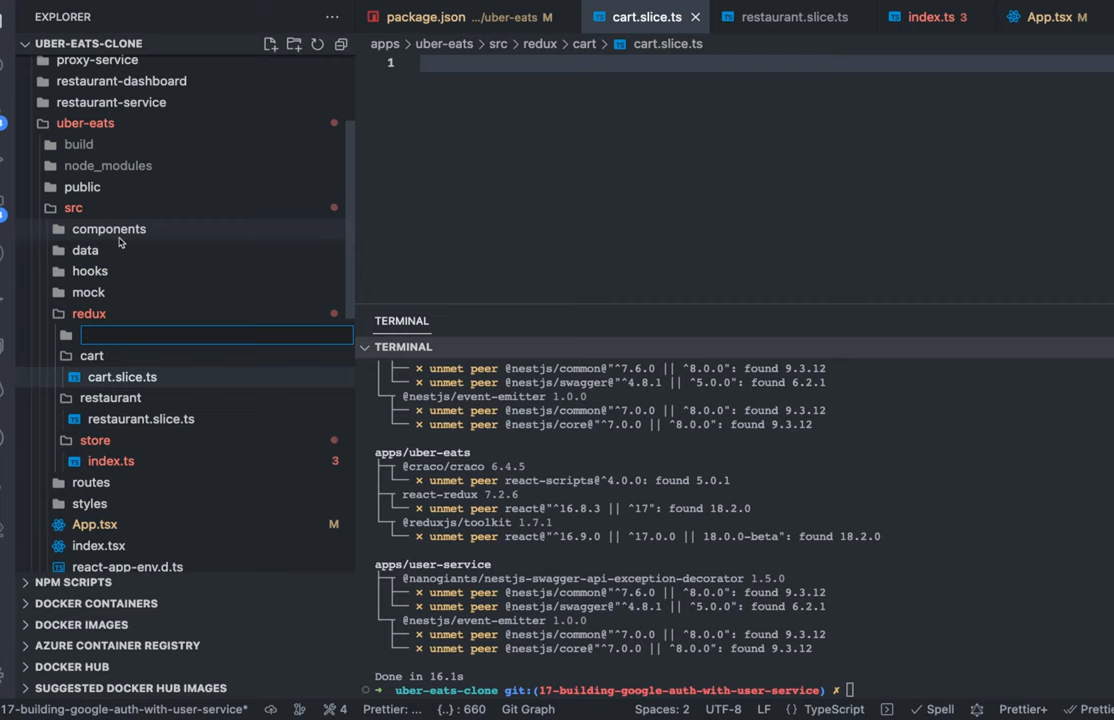 EXPLORER
package.json .../uber-eats M
cart.slice.ts
restaurant.slice.ts
index.ts 3
App.tsx M
UBER-EATS-CLONE
apps > uber-eats > src > redux > cart > cart.slice.ts
proxy-service
restaurant-dashboard
restaurant-service
uber-eats
build
node_modules
public
src
components
data
hooks
mock
redux
cart
cart.slice.ts
restaurant
restaurant.slice.ts
store
index.ts 3
routes
styles
App.tsx M
index.tsx
react-app-env.d.ts
NPM SCRIPTS
DOCKER CONTAINERS
DOCKER IMAGES
AZURE CONTAINER REGISTRY
DOCKER HUB
SUGGESTED DOCKER HUB IMAGES
1
TERMINAL
TERMINAL
✕ unmet peer @nestjs/common@"^7.6.0 || ^8.0.0": found 9.3.12
✕ unmet peer @nestjs/swagger@"^4.8.1 || ^5.0.0": found 6.2.1
@nestjs/event-emitter 1.0.0
✕ unmet peer @nestjs/common@"^7.0.0 || ^8.0.0": found 9.3.12
✕ unmet peer @nestjs/core@"^7.0.0 || ^8.0.0": found 9.3.12
apps/uber-eats
@craco/craco 6.4.5
✕ unmet peer react-scripts@^4.0.0: found 5.0.1
react-redux 7.2.6
✕ unmet peer react@"^16.8.3 || ^17": found 18.2.0
@reduxjs/toolkit 1.7.1
✕ unmet peer react@"^16.9.0 || ^17.0.0 || 18.0.0-beta": found 18.2.0
apps/user-service
@nanogiants/nestjs-swagger-api-exception-decorator 1.5.0
✕ unmet peer @nestjs/common@"^7.6.0 || ^8.0.0": found 9.3.12
✕ unmet peer @nestjs/swagger@"^4.8.1 || ^5.0.0": found 6.2.1
@nestjs/event-emitter 1.0.0
✕ unmet peer @nestjs/common@"^7.0.0 || ^8.0.0": found 9.3.12
✕ unmet peer @nestjs/core@"^7.0.0 || ^8.0.0": found 9.3.12
Done in 16.1s
➜ uber-eats-clone git:(17-building-google-auth-with-user-service) ✗
17-building-google-auth-with-user-service* 4 Prettier: ... {..} : 660 Git Graph Spaces: 2 UTF-8 LF {} TypeScript ✓ Spell Prettier+ ✓✓ Prettie